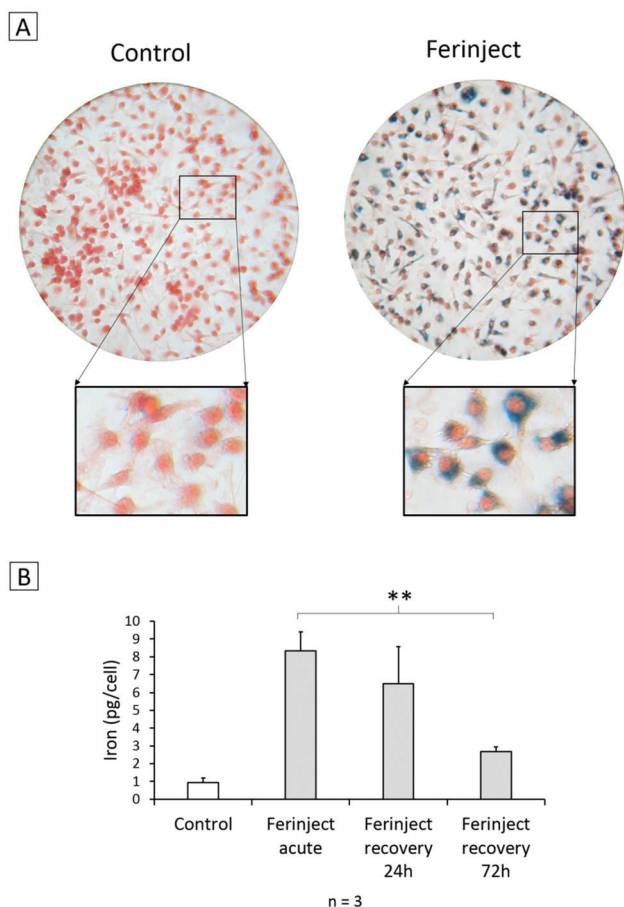 A
Control
Ferinject
B
**
Iron (pg/cell)
10
9
8
7
6
5
4
3
2
1
0
Control
Ferinject acute
Ferinject recovery 24h
Ferinject recovery 72h
n = 3